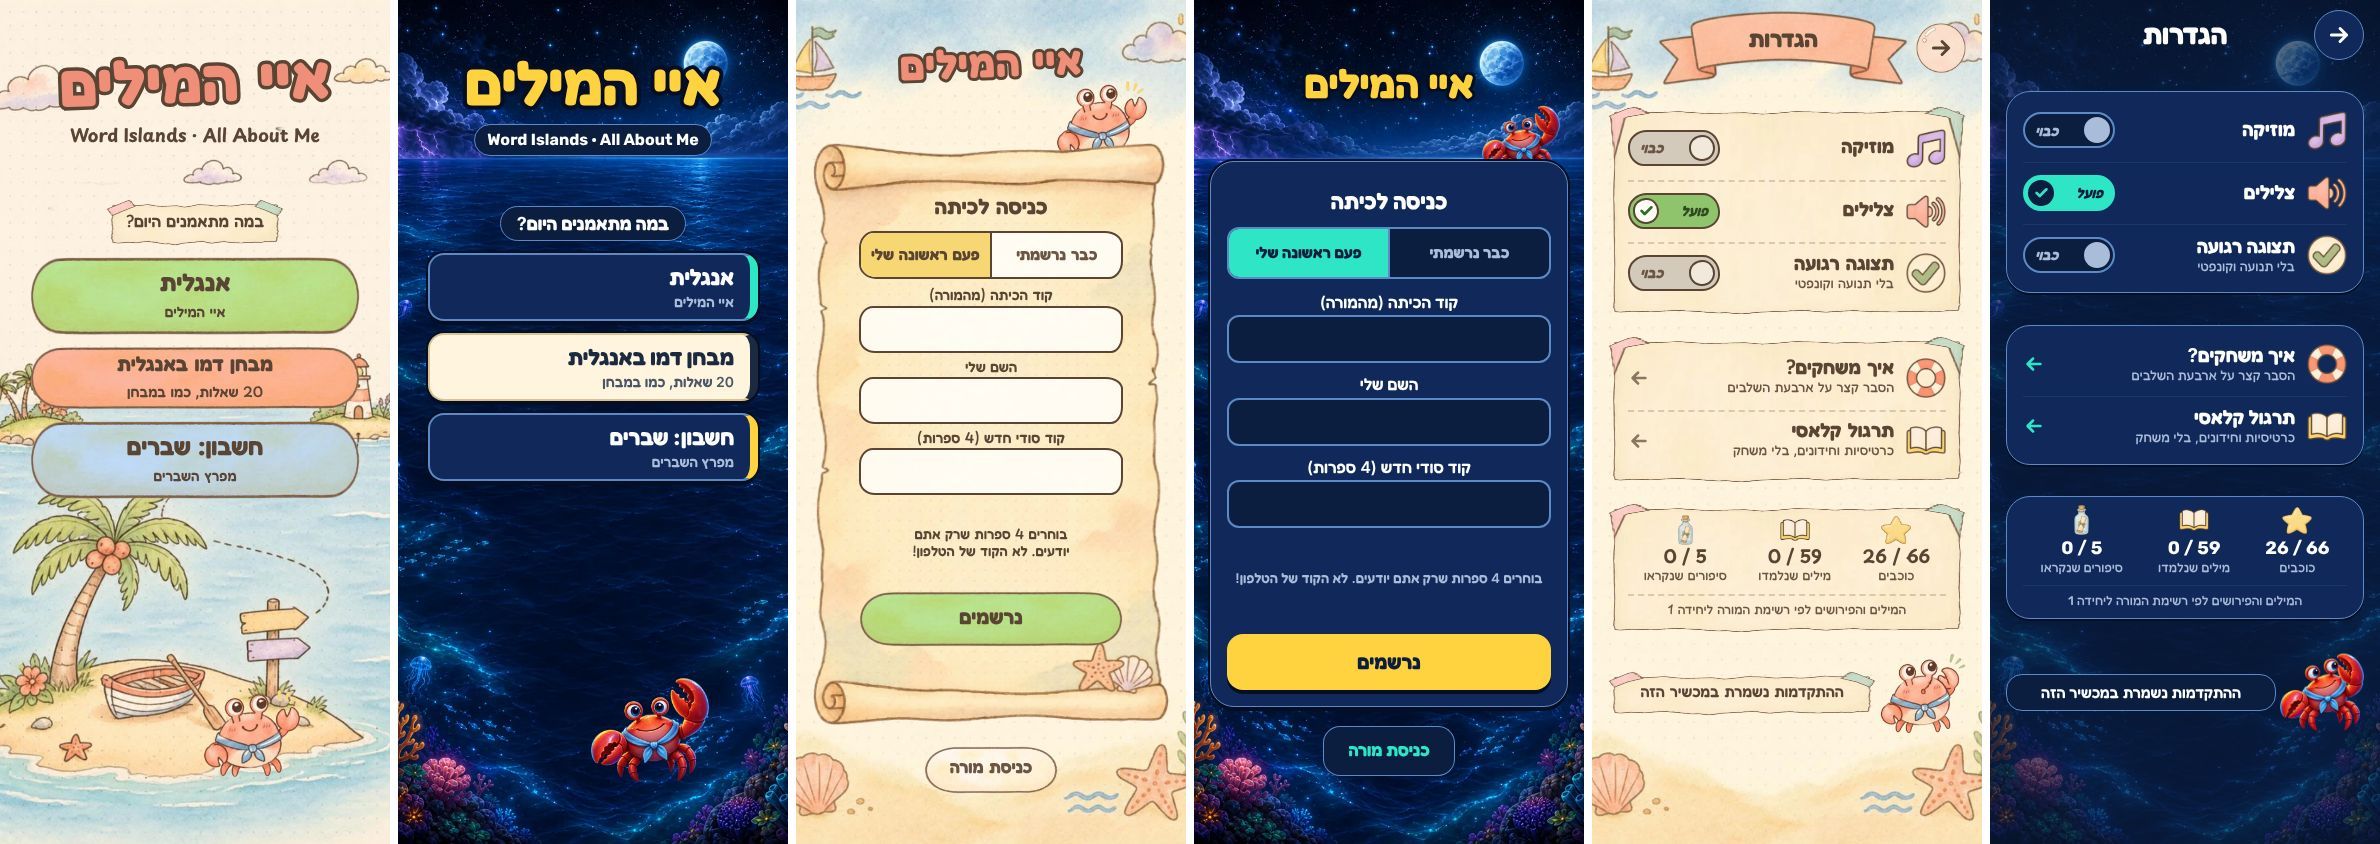 איי המילים
Word Islands · All About Me
במה מתאמנים היום?
אנגלית
איי המילים
מבחן דמו באנגלית
20 שאלות, כמו במבחן
חשבון: שברים
מפרץ השברים
איי המילים
Word Islands · All About Me
במה מתאמנים היום?
אנגלית
איי המילים
מבחן דמו באנגלית
20 שאלות, כמו במבחן
חשבון: שברים
מפרץ השברים
איי המילים
כניסה לכיתה
כבר נרשמתי
פעם ראשונה שלי
קוד הכיתה (מהמורה)
השם שלי
קוד סודי חדש (4 ספרות)
בוחרים 4 ספרות שרק אתם
יודעים. לא הקוד של הטלפון!
נרשמים
כניסת מורה
איי המילים
כניסה לכיתה
כבר נרשמתי
פעם ראשונה שלי
קוד הכיתה (מהמורה)
השם שלי
קוד סודי חדש (4 ספרות)
בוחרים 4 ספרות שרק אתם יודעים. לא הקוד של הטלפון!
נרשמים
כניסת מורה
הגדרות
מוזיקה
כבוי
צלילים
פועל
תצוגה רגועה
בלי תנועה וקונפטי
כבוי
איך משחקים?
הסבר קצר על ארבעת השלבים
תרגול קלאסי
כרטיסיות וחידונים, בלי משחק
26 / 66
כוכבים
0 / 59
מילים שנלמדו
0 / 5
סיפורים שנקראו
המילים והפירושים לפי רשימת המורה ליחידה 1
ההתקדמות נשמרת במכשיר הזה
הגדרות
מוזיקה
כבוי
צלילים
פועל
תצוגה רגועה
בלי תנועה וקונפטי
כבוי
איך משחקים?
הסבר קצר על ארבעת השלבים
תרגול קלאסי
כרטיסיות וחידונים, בלי משחק
26 / 66
כוכבים
0 / 59
מילים שנלמדו
0 / 5
סיפורים שנקראו
המילים והפירושים לפי רשימת המורה ליחידה 1
ההתקדמות נשמרת במכשיר הזה